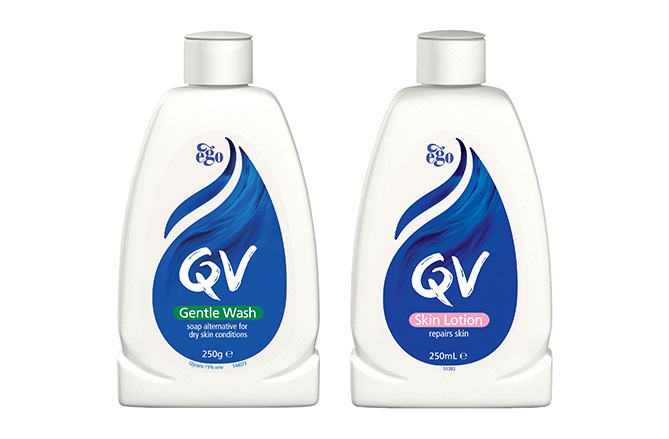 ego
QV
Gentle Wash
soap alternative for
dry skin conditions
250g ℮
ego
QV
Skin Lotion
repairs skin
250mL ℮